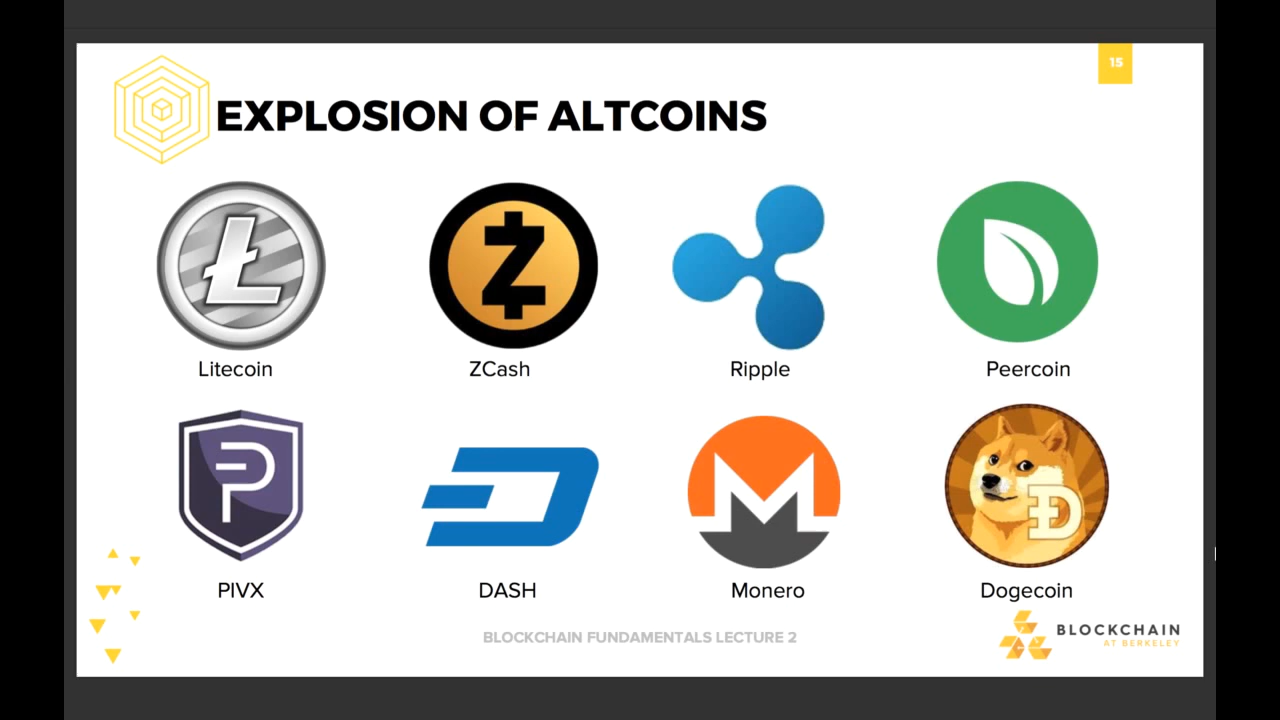 15
EXPLOSION OF ALTCOINS
Litecoin
ZCash
Ripple
Peercoin
PIVX
DASH
Monero
Dogecoin
BLOCKCHAIN FUNDAMENTALS LECTURE 2
BLOCKCHAIN
AT BERKELEY